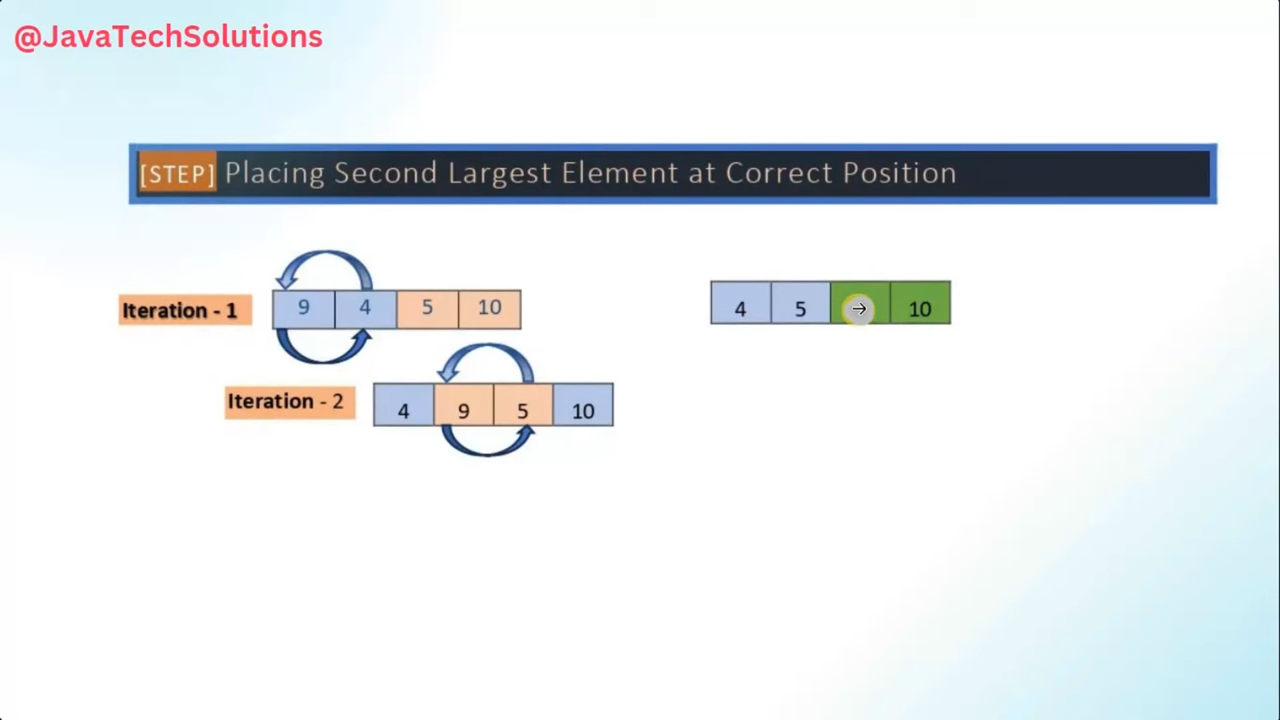 @JavaTechSolutions
[STEP] Placing Second Largest Element at Correct Position
Iteration - 1
9 4 5 10
4 5 10
Iteration - 2
4 9 5 10